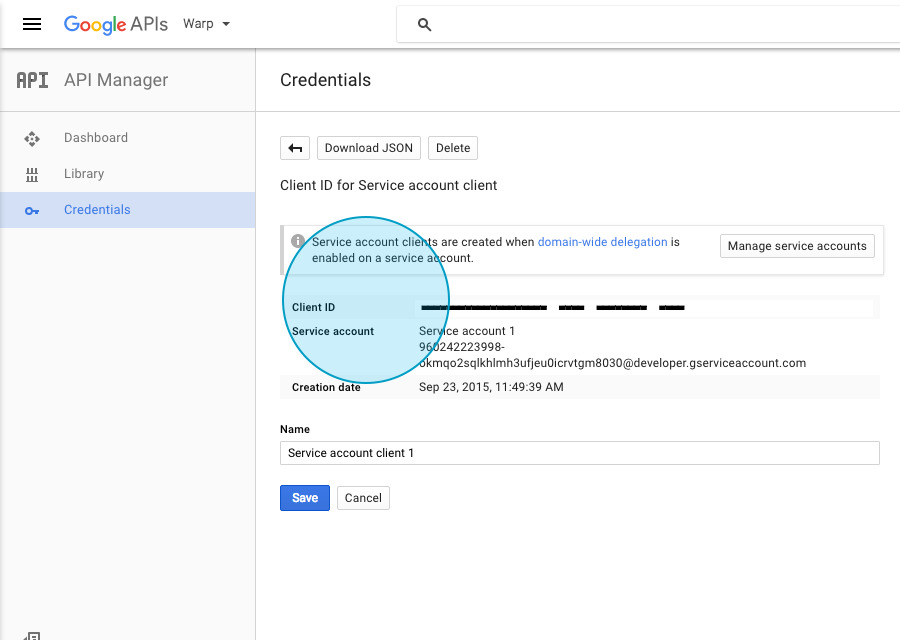 Google APIs Warp
API API Manager
Credentials
Dashboard
Library
Credentials
Download JSON Delete
Client ID for Service account client
Service account clients are created when domain-wide delegation is
enabled on a service account.
Manage service accounts
Client ID
Service account Service account 1
960242223998-
okmqo2sqlkhlmh3ufjeu0icrvtgm8030@developer.gserviceaccount.com
Creation date Sep 23, 2015, 11:49:39 AM
Name
Service account client 1
Save Cancel